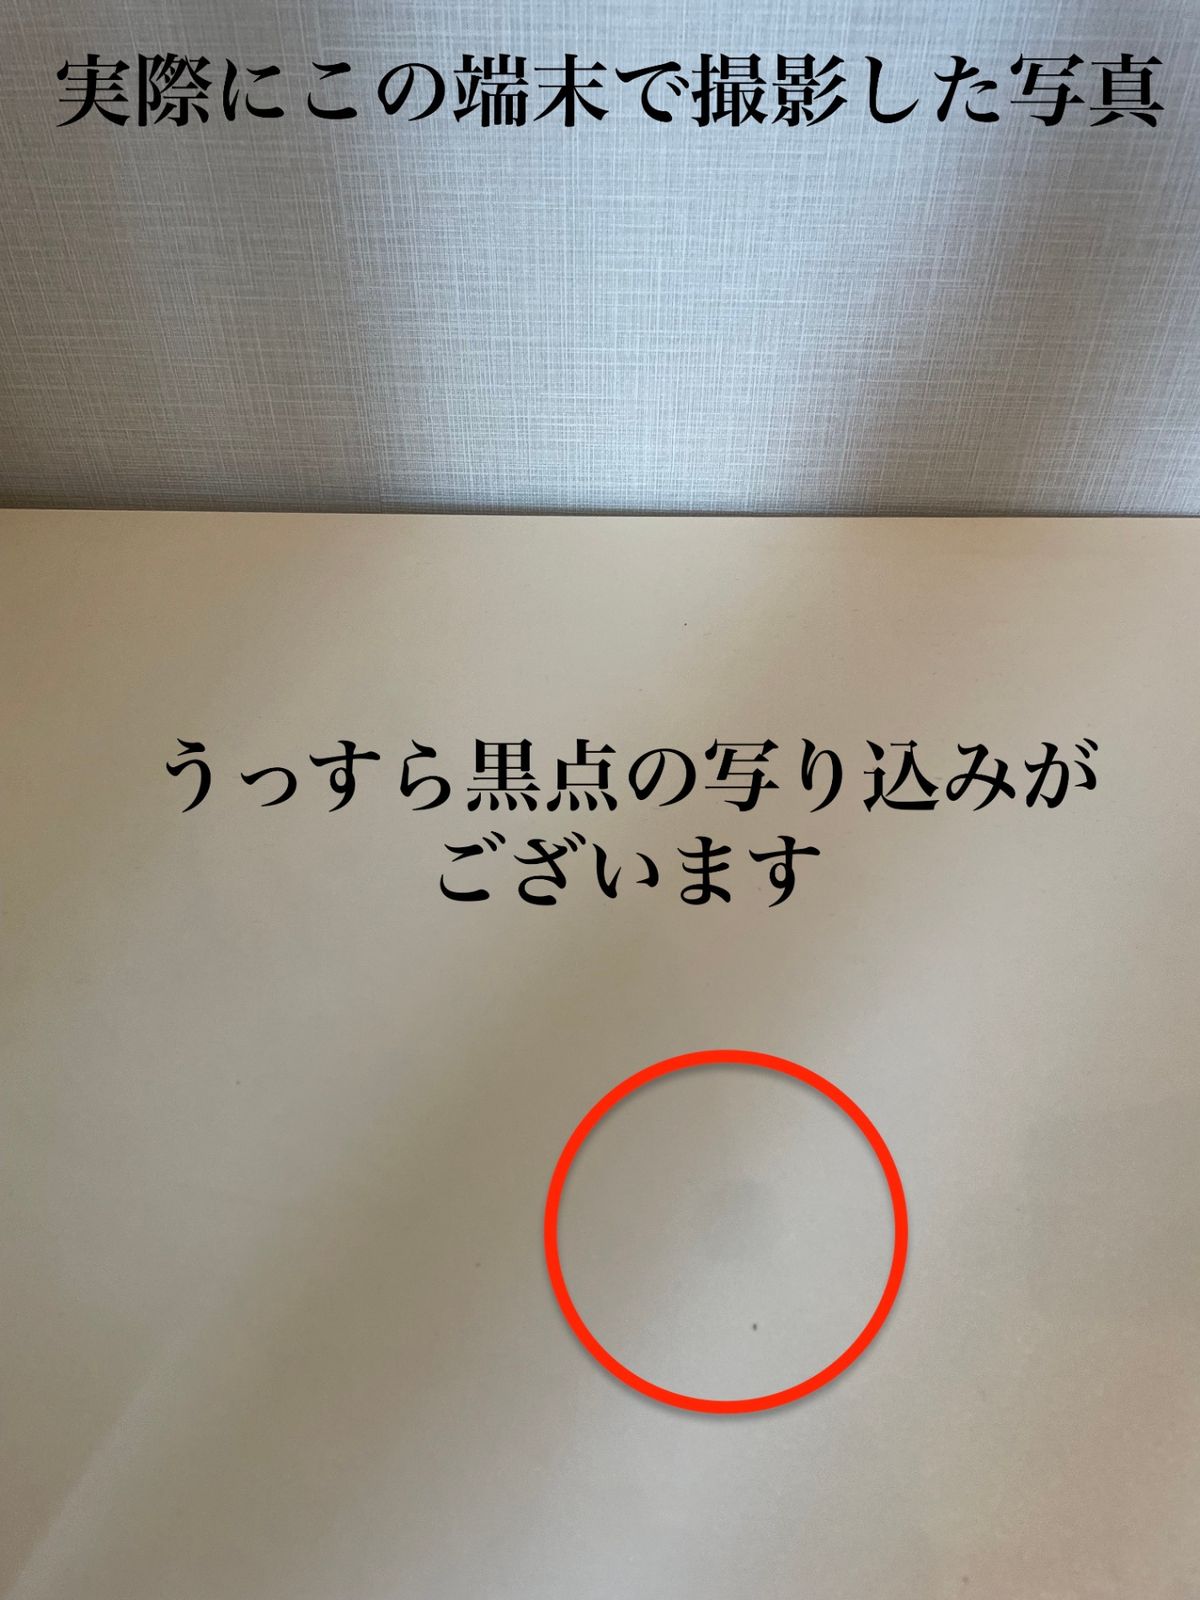 実際にこの端末で撮影した写真
うっすら黒点の写り込みが
ございます